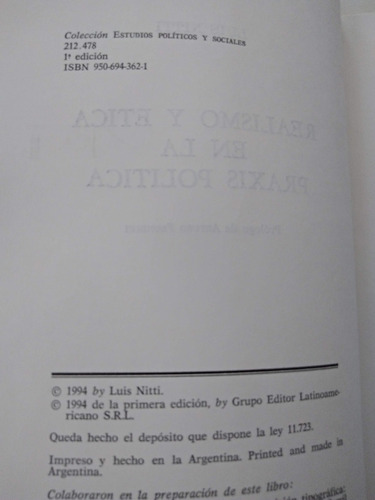 Colección ESTUDIOS POLÍTICOS Y SOCIALES
212.478
1ª edición
ISBN 950-694-362-1
REALISMO Y ETICA
EN LA
PRAXIS POLITICA
© 1994 by Luis Nitti.
© 1994 de la primera edición, by Grupo Editor Latinoame-
ricano S.R.L.
Queda hecho el depósito que dispone la ley 11.723.
Impreso y hecho en la Argentina. Printed and made in
Argentina.
Colaboraron en la preparación de este libro:
tipográfica: